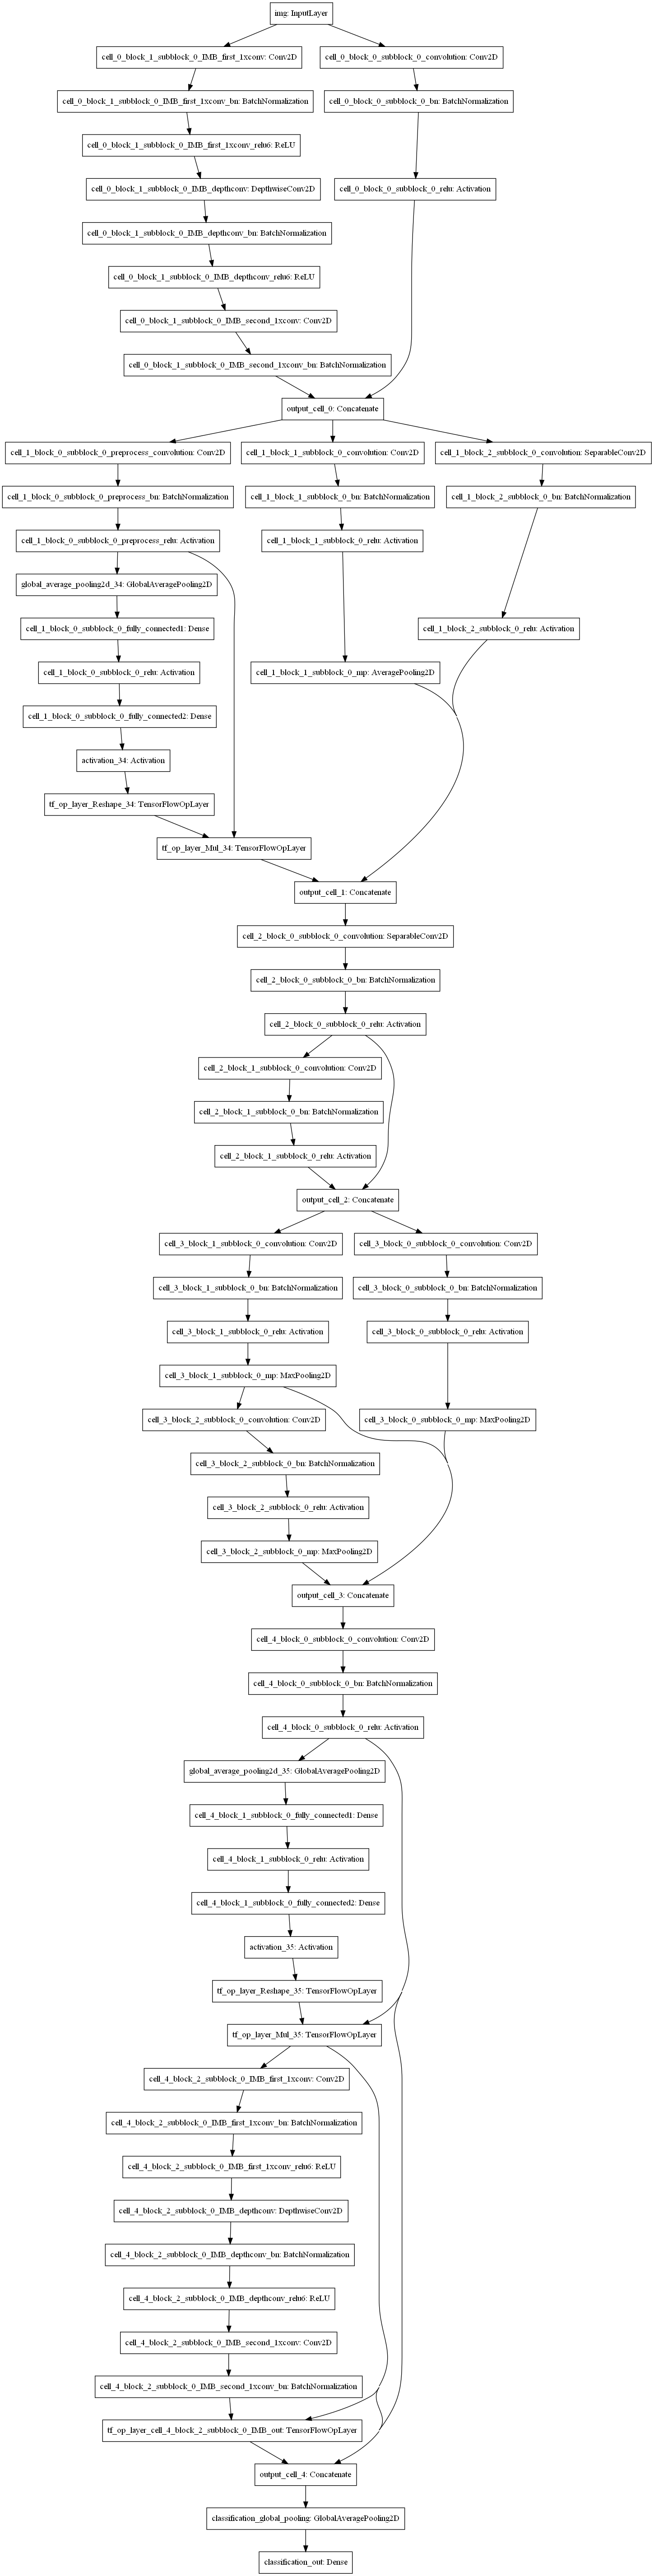 img: InputLayer
cell_0_block_1_subblock_0_IMB_first_1xconv: Conv2D
cell_0_block_0_subblock_0_convolution: Conv2D
cell_0_block_1_subblock_0_IMB_first_1xconv_bn: BatchNormalization
cell_0_block_0_subblock_0_bn: BatchNormalization
cell_0_block_1_subblock_0_IMB_first_1xconv_relu6: ReLU
cell_0_block_1_subblock_0_IMB_depthconv: DepthwiseConv2D
cell_0_block_0_subblock_0_relu: Activation
cell_0_block_1_subblock_0_IMB_depthconv_bn: BatchNormalization
cell_0_block_1_subblock_0_IMB_depthconv_relu6: ReLU
cell_0_block_1_subblock_0_IMB_second_1xconv: Conv2D
cell_0_block_1_subblock_0_IMB_second_1xconv_bn: BatchNormalization
output_cell_0: Concatenate
cell_1_block_0_subblock_0_preprocess_convolution: Conv2D
cell_1_block_1_subblock_0_convolution: Conv2D
cell_1_block_2_subblock_0_convolution: SeparableConv2D
cell_1_block_0_subblock_0_preprocess_bn: BatchNormalization
cell_1_block_1_subblock_0_bn: BatchNormalization
cell_1_block_2_subblock_0_bn: BatchNormalization
cell_1_block_0_subblock_0_preprocess_relu: Activation
cell_1_block_1_subblock_0_relu: Activation
global_average_pooling2d_34: GlobalAveragePooling2D
cell_1_block_0_subblock_0_fully_connected1: Dense
cell_1_block_2_subblock_0_relu: Activation
cell_1_block_0_subblock_0_relu: Activation
cell_1_block_1_subblock_0_mp: AveragePooling2D
cell_1_block_0_subblock_0_fully_connected2: Dense
activation_34: Activation
tf_op_layer_Reshape_34: TensorFlowOpLayer
tf_op_layer_Mul_34: TensorFlowOpLayer
output_cell_1: Concatenate
cell_2_block_0_subblock_0_convolution: SeparableConv2D
cell_2_block_0_subblock_0_bn: BatchNormalization
cell_2_block_0_subblock_0_relu: Activation
cell_2_block_1_subblock_0_convolution: Conv2D
cell_2_block_1_subblock_0_bn: BatchNormalization
cell_2_block_1_subblock_0_relu: Activation
output_cell_2: Concatenate
cell_3_block_1_subblock_0_convolution: Conv2D
cell_3_block_0_subblock_0_convolution: Conv2D
cell_3_block_1_subblock_0_bn: BatchNormalization
cell_3_block_0_subblock_0_bn: BatchNormalization
cell_3_block_1_subblock_0_relu: Activation
cell_3_block_0_subblock_0_relu: Activation
cell_3_block_1_subblock_0_mp: MaxPooling2D
cell_3_block_2_subblock_0_convolution: Conv2D
cell_3_block_0_subblock_0_mp: MaxPooling2D
cell_3_block_2_subblock_0_bn: BatchNormalization
cell_3_block_2_subblock_0_relu: Activation
cell_3_block_2_subblock_0_mp: MaxPooling2D
output_cell_3: Concatenate
cell_4_block_0_subblock_0_convolution: Conv2D
cell_4_block_0_subblock_0_bn: BatchNormalization
cell_4_block_0_subblock_0_relu: Activation
global_average_pooling2d_35: GlobalAveragePooling2D
cell_4_block_1_subblock_0_fully_connected1: Dense
cell_4_block_1_subblock_0_relu: Activation
cell_4_block_1_subblock_0_fully_connected2: Dense
activation_35: Activation
tf_op_layer_Reshape_35: TensorFlowOpLayer
tf_op_layer_Mul_35: TensorFlowOpLayer
cell_4_block_2_subblock_0_IMB_first_1xconv: Conv2D
cell_4_block_2_subblock_0_IMB_first_1xconv_bn: BatchNormalization
cell_4_block_2_subblock_0_IMB_first_1xconv_relu6: ReLU
cell_4_block_2_subblock_0_IMB_depthconv: DepthwiseConv2D
cell_4_block_2_subblock_0_IMB_depthconv_bn: BatchNormalization
cell_4_block_2_subblock_0_IMB_depthconv_relu6: ReLU
cell_4_block_2_subblock_0_IMB_second_1xconv: Conv2D
cell_4_block_2_subblock_0_IMB_second_1xconv_bn: BatchNormalization
tf_op_layer_cell_4_block_2_subblock_0_IMB_out: TensorFlowOpLayer
output_cell_4: Concatenate
classification_global_pooling: GlobalAveragePooling2D
classification_out: Dense